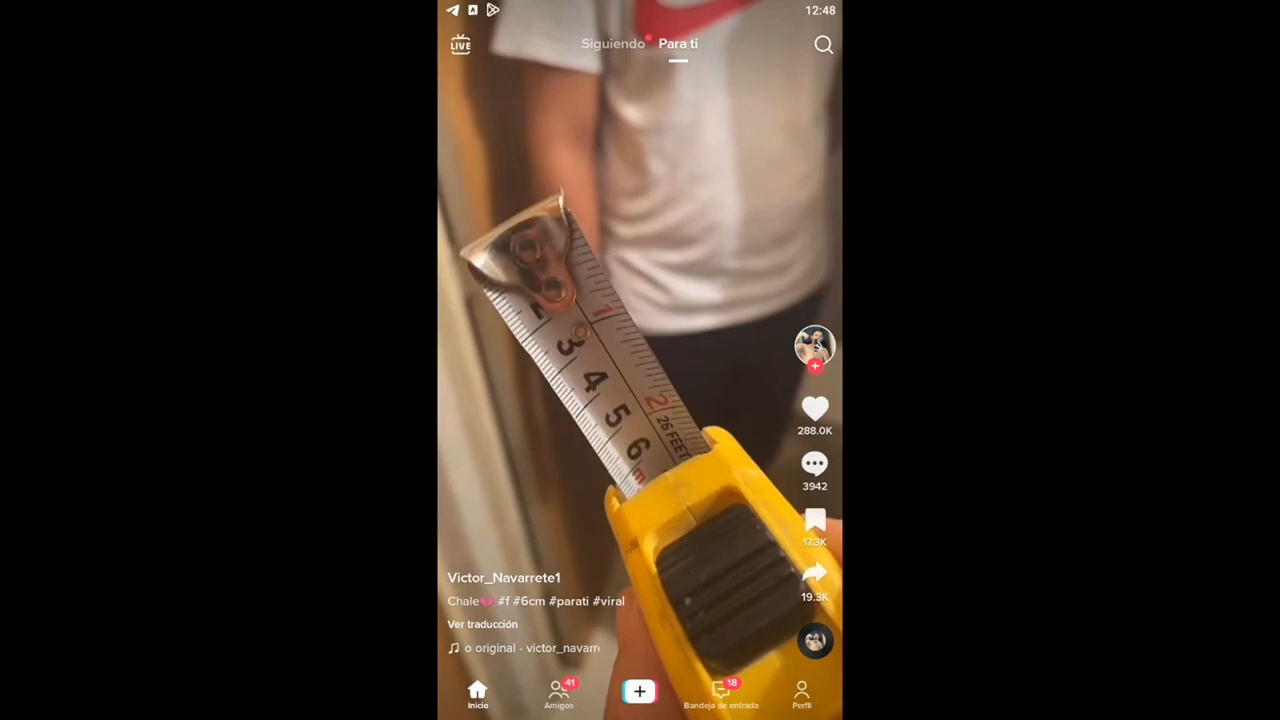 12:48
LIVE
Siguiendo Para ti
1
2
3
4
2
5
26 FEET
6
m
288.0K
3942
17.3K
19.3K
Victor_Navarrete1
Chale💔 #f #6cm #parati #viral
Ver traducción
o original - victor_navarr
41
18
Inicio
Amigos
Bandeja de entrada
Perfil